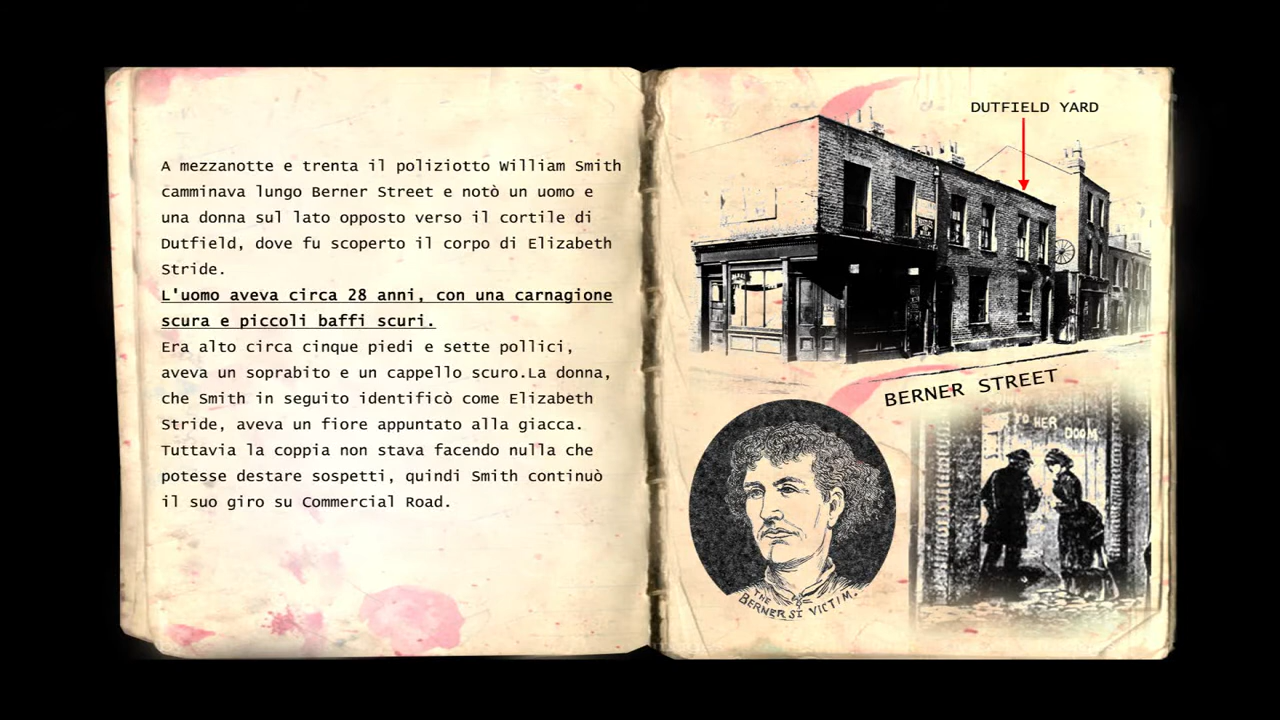 A mezzanotte e trenta il poliziotto William Smith
camminava lungo Berner Street e notò un uomo e
una donna sul lato opposto verso il cortile di
Dutfield, dove fu scoperto il corpo di Elizabeth
Stride.
L'uomo aveva circa 28 anni, con una carnagione
scura e piccoli baffi scuri.
Era alto circa cinque piedi e sette pollici,
aveva un soprabito e un cappello scuro.La donna,
che Smith in seguito identificò come Elizabeth
Stride, aveva un fiore appuntato alla giacca.
Tuttavia la coppia non stava facendo nulla che
potesse destare sospetti, quindi Smith continuò
il suo giro su Commercial Road.
DUTFIELD YARD
BERNER STREET
TO HER
DOOM
THE
BERNER ST VICTIM.